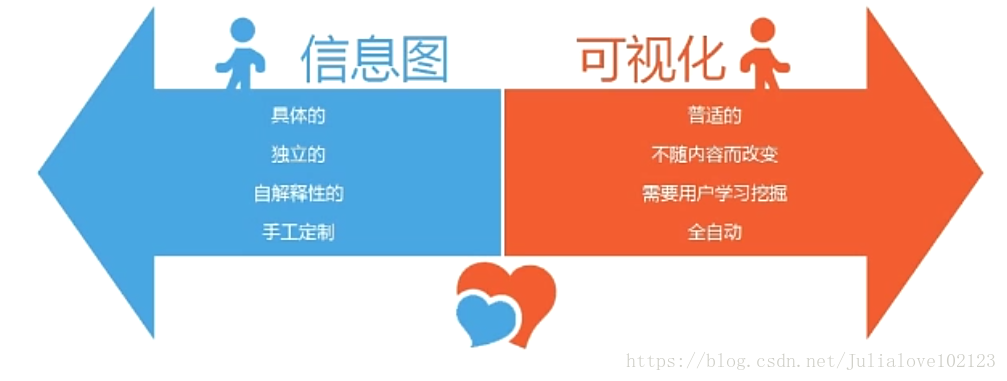 信息图
具体的
独立的
自解释性的
手工定制
可视化
普适的
不随内容而改变
需要用户学习挖掘
全自动
https://blog.csdn.net/Julialove102123